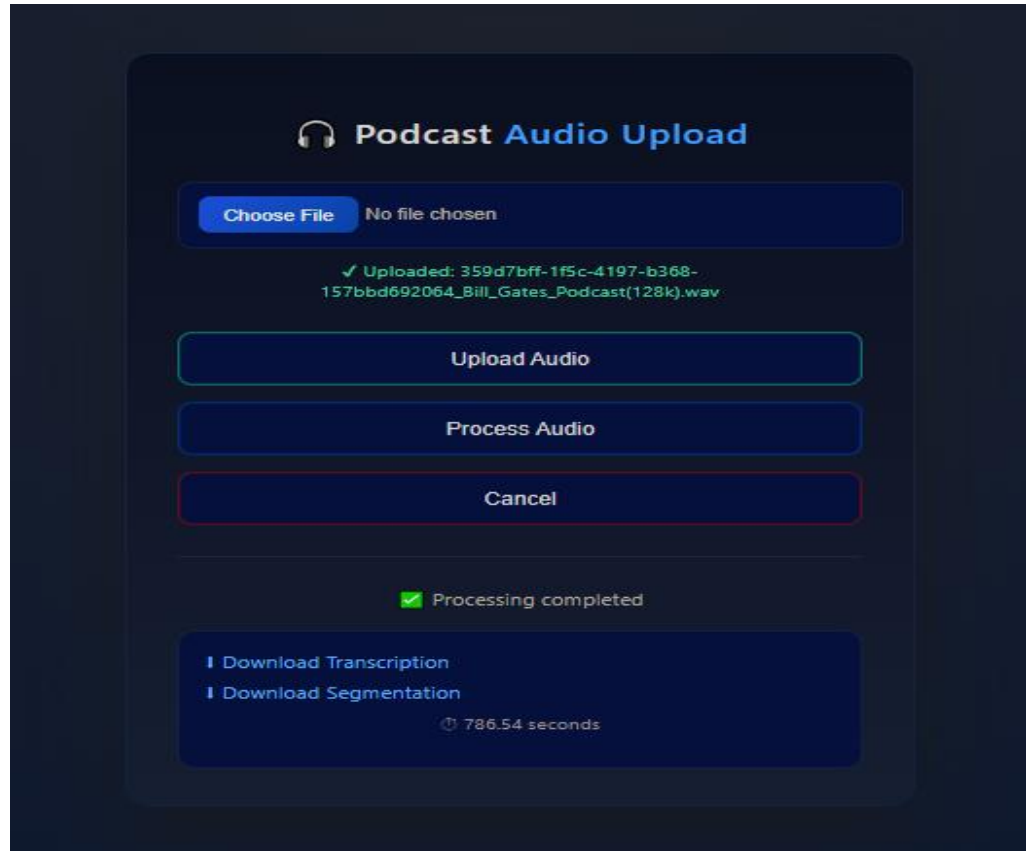 🎧 Podcast Audio Upload
Choose File No file chosen
✓ Uploaded: 359d7bff-1f5c-4197-b368-
157bbd692064_Bill_Gates_Podcast(128k).wav
Upload Audio
Process Audio
Cancel
✅ Processing completed
⬇ Download Transcription
⬇ Download Segmentation
⏱ 786.54 seconds